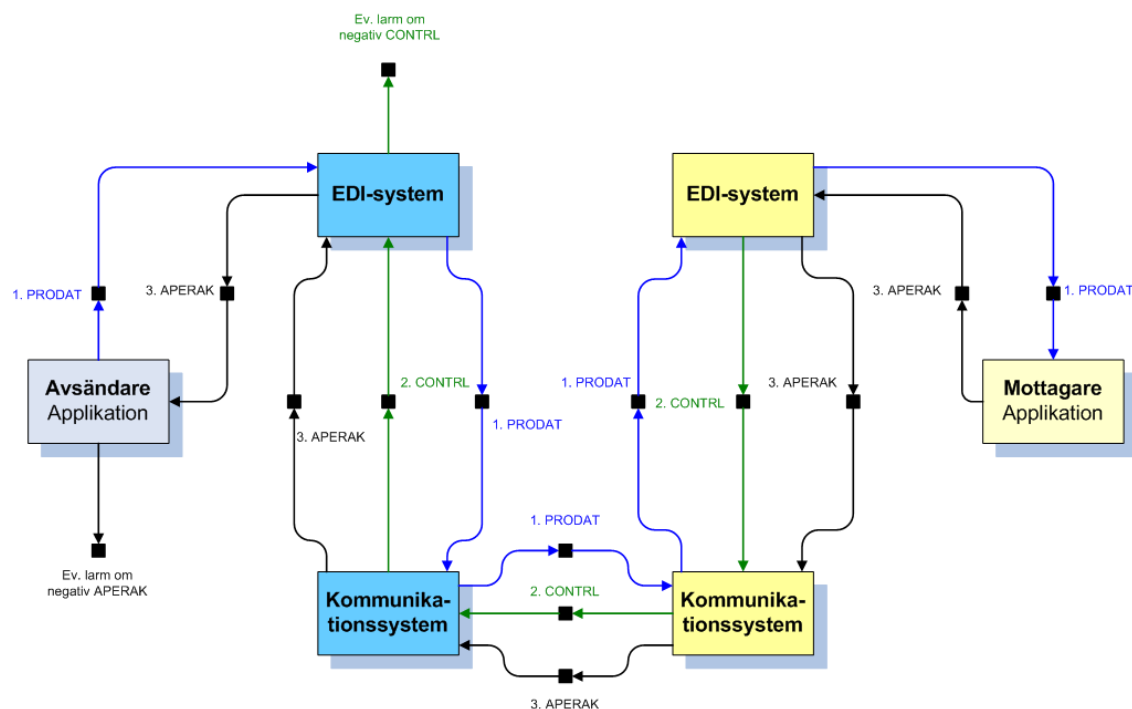 Ev. larm om
negativ CONTRL
EDI-system
EDI-system
3. APERAK
3. APERAK
1. PRODAT
1. PRODAT
Avsändare
Applikation
2. CONTRL
1. PRODAT
3. APERAK
Mottagare
Applikation
2. CONTRL
1. PRODAT
3. APERAK
1. PRODAT
Ev. larm om
negativ APERAK
Kommunika-
tionssystem
2. CONTRL
Kommunika-
tionssystem
3. APERAK